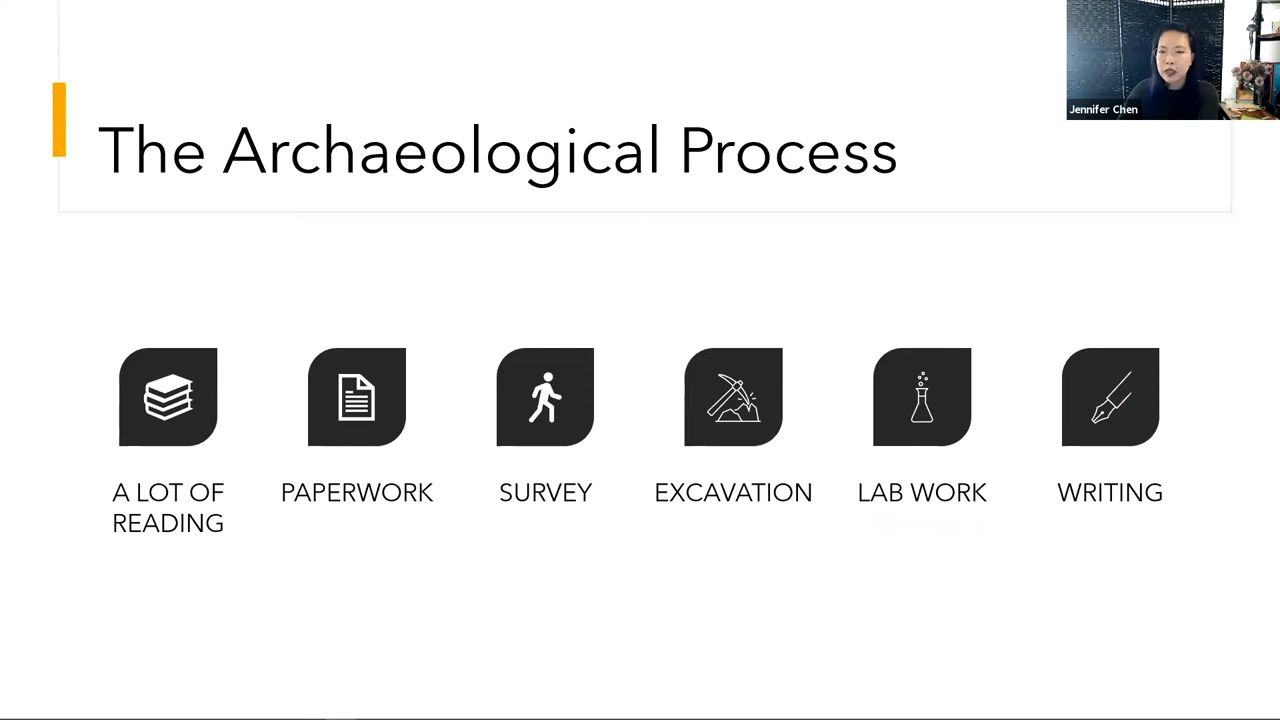 Jennifer Chen
The Archaeological Process
A LOT OF
READING
PAPERWORK
SURVEY
EXCAVATION
LAB WORK
WRITING